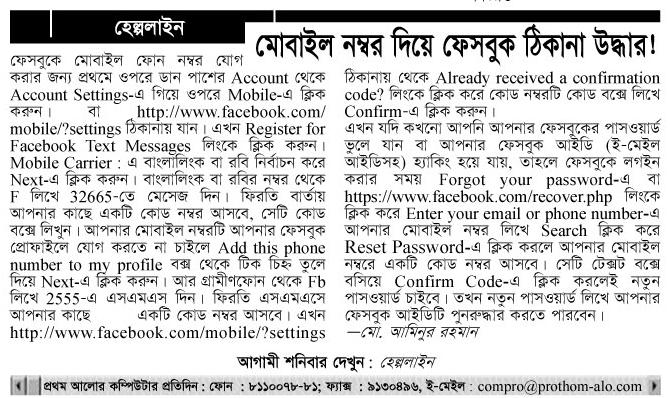 হেল্পলাইন
মোবাইল নম্বর দিয়ে ফেসবুক ঠিকানা উদ্ধার!
ফেসবুকে মোবাইল ফোন নম্বর যোগ
করার জন্য প্রথমে ওপরে ডান পাশের Account থেকে
Account Settings-এ গিয়ে ওপরে Mobile-এ ক্লিক
করুন। বা http://www.facebook.com/
mobile/?settings ঠিকানায় যান। এখন Register for
Facebook Text Messages লিংকে ক্লিক করুন।
Mobile Carrier : এ বাংলালিংক বা রবি নির্বাচন করে
Next-এ ক্লিক করুন। বাংলালিংক বা রবির নম্বর থেকে
F লিখে 32665-তে মেসেজ দিন। ফিরতি বার্তায়
আপনার কাছে একটি কোড নম্বর আসবে, সেটি কোড
বক্সে লিখুন। আপনার মোবাইল নম্বরটি আপনার ফেসবুক
প্রোফাইলে যোগ করতে না চাইলে Add this phone
number to my profile বক্স থেকে টিক চিহ্ন তুলে
দিয়ে Next-এ ক্লিক করুন। আর গ্রামীণফোন থেকে Fb
লিখে 2555-এ এসএমএস দিন। ফিরতি এসএমএসে
আপনার কাছে একটি কোড নম্বর আসবে। এখন
http://www.facebook.com/mobile/?settings
ঠিকানায় থেকে Already received a confirmation
code? লিংকে ক্লিক করে কোড নম্বরটি কোড বক্সে লিখে
Confirm-এ ক্লিক করুন।
এখন যদি কখনো আপনি আপনার ফেসবুকের পাসওয়ার্ড
ভুলে যান বা আপনার ফেসবুক আইডি (ই-মেইল
আইডিসহ) হ্যাকিং হয়ে যায়, তাহলে ফেসবুকে লগইন
করার সময় Forgot your password-এ বা
https://www.facebook.com/recover.php লিংকে
ক্লিক করে Enter your email or phone number-এ
আপনার মোবাইল নম্বর লিখে Search ক্লিক করে
Reset Password-এ ক্লিক করলে আপনার মোবাইল
নম্বরে একটি কোড নম্বর আসবে। সেটি টেক্সট বক্সে
বসিয়ে Confirm Code-এ ক্লিক করলেই নতুন
পাসওয়ার্ড চাইবে। তখন নতুন পাসওয়ার্ড লিখে আপনার
ফেসবুক আইডিটি পুনরুদ্ধার করতে পারবেন।
—মো. আমিনুর রহমান
আগামী শনিবার দেখুন : হেল্পলাইন
প্রথম আলোর কম্পিউটার প্রতিদিন : ফোন : ৮১১০০৭৮-৮১; ফ্যাক্স : ৯১৩০৪৯৬, ই-মেইল : compro@prothom-alo.com